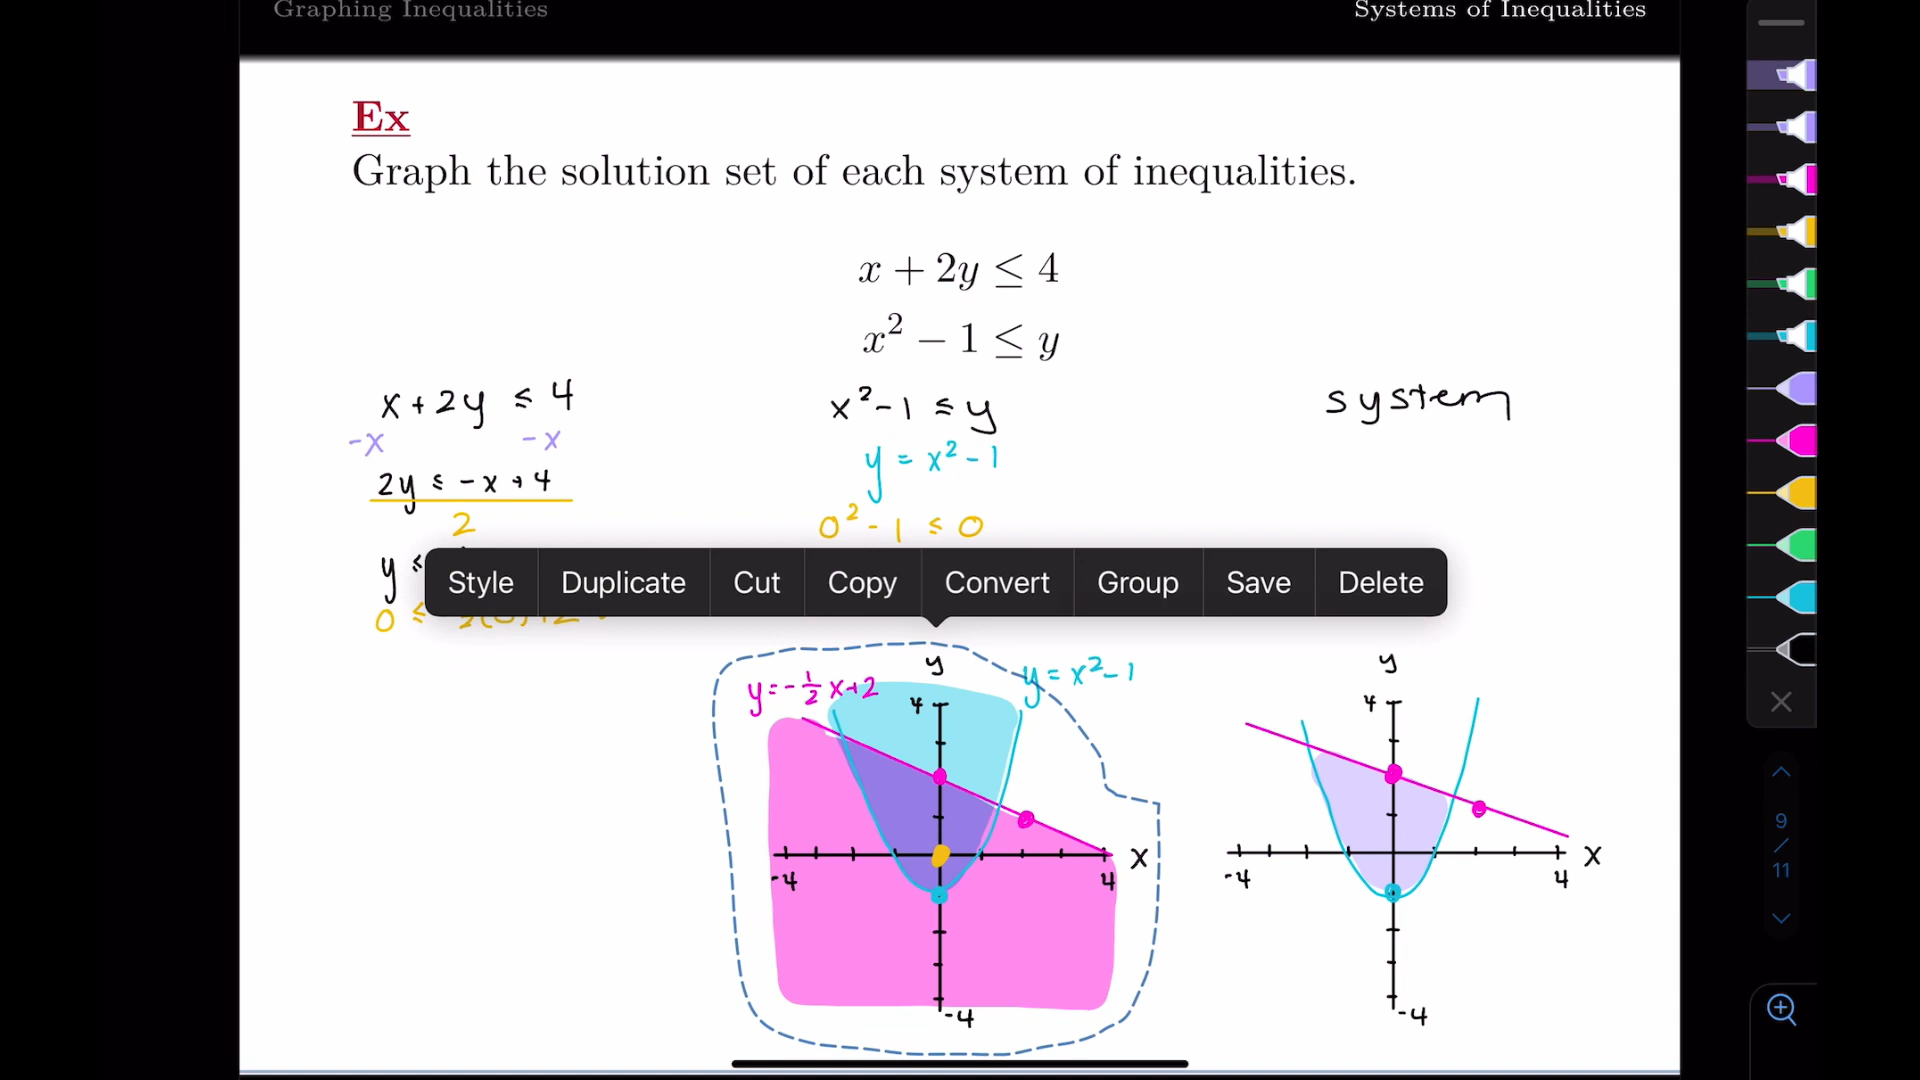 Graphing Inequalities
Systems of Inequalities
Ex
Graph the solution set of each system of inequalities.
x + 2y ≤ 4
x² − 1 ≤ y
x + 2y ≤ 4
-x -x
2y ≤ -x + 4
2
y ≤
0 ≤
x² - 1 ≤ y
y = x² - 1
0² - 1 ≤ 0
system
Style Duplicate Cut Copy Convert Group Save Delete
y = -1/2 x + 2
y
y = x² - 1
4
x
-4
4
-4
y
4
x
-4
4
-4
9
/
11